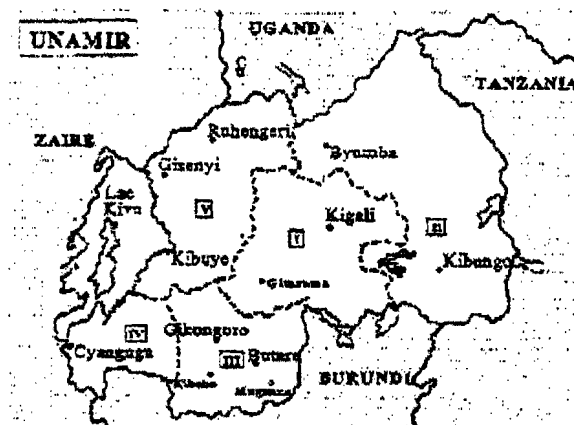 UNAMIR
UGANDA
TANZANIA
ZAIRE
Ruhengeri
Byumba
Gisenyi
Lac
Kivu
V
I
Kigali
II
Kibuye
Kibungo
Gitarama
IV
Gikongoro
Cyangugu
III
Butare
Kibeho
BURUNDI